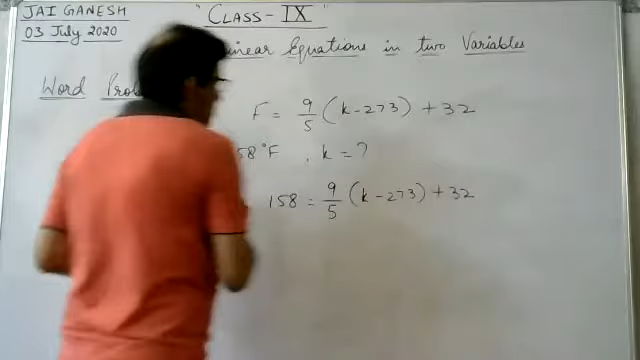 JAI GANESH
03 July 2020
"CLASS-IX"
Equations in two Variables
Word
F = 9/5 (k-273) + 32
58°F , k = ?
158 = 9/5 (k-273) + 32